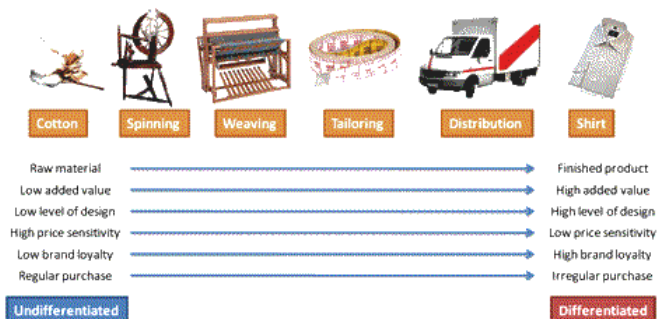 Cotton Spinning Weaving Tailoring Distribution Shirt
Raw material Finished product
Low added value High added value
Low level of design High level of design
High price sensitivity Low price sensitivity
Low brand loyalty High brand loyalty
Regular purchase Irregular purchase
Undifferentiated Differentiated